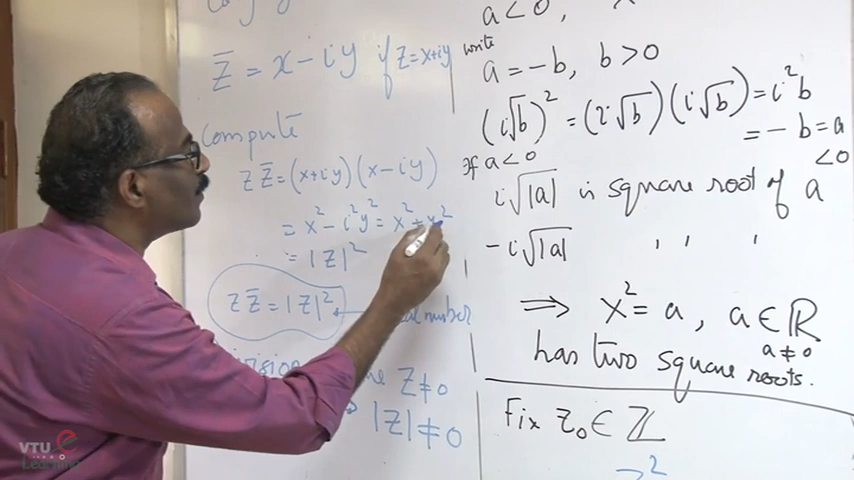 z̄ = x - iy if z=x+iy
compute
z z̄ = (x+iy)(x-iy)
= x² - i²y² = x² + y²
= |z|²
z z̄ = |z|² number
z ≠ 0
|z| ≠ 0
a < 0,
write
a = -b, b > 0
(i√b)² = (i√b)(i√b) = i²b
= -b = a
< 0
If a < 0
i√|a| is square root of a
-i√|a| " " "
⇒ x² = a, a ∈ ℝ
a ≠ 0
has two square roots.
Fix z₀ ∈ ℤ
2
VTU e
Learning